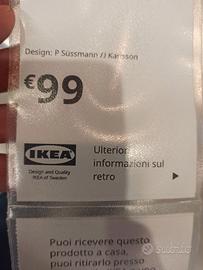 Design: P Süssmann /J Karlsson
€99
IKEA
Design and Quality
IKEA of Sweden
Ulteriori
informazioni sul
retro
Puoi ricevere questo
prodotto a casa,
puoi ritirarlo presso
subito